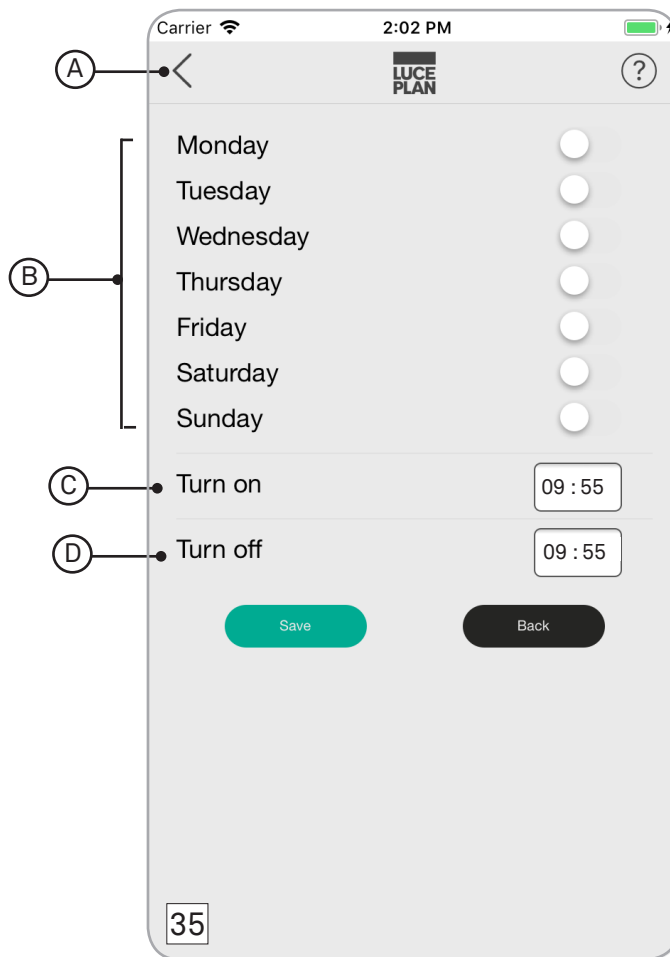 Carrier 2:02 PM
A
LUCE
PLAN
?
Monday
Tuesday
Wednesday
B
Thursday
Friday
Saturday
Sunday
C
Turn on 09 : 55
D
Turn off 09 : 55
Save Back
35